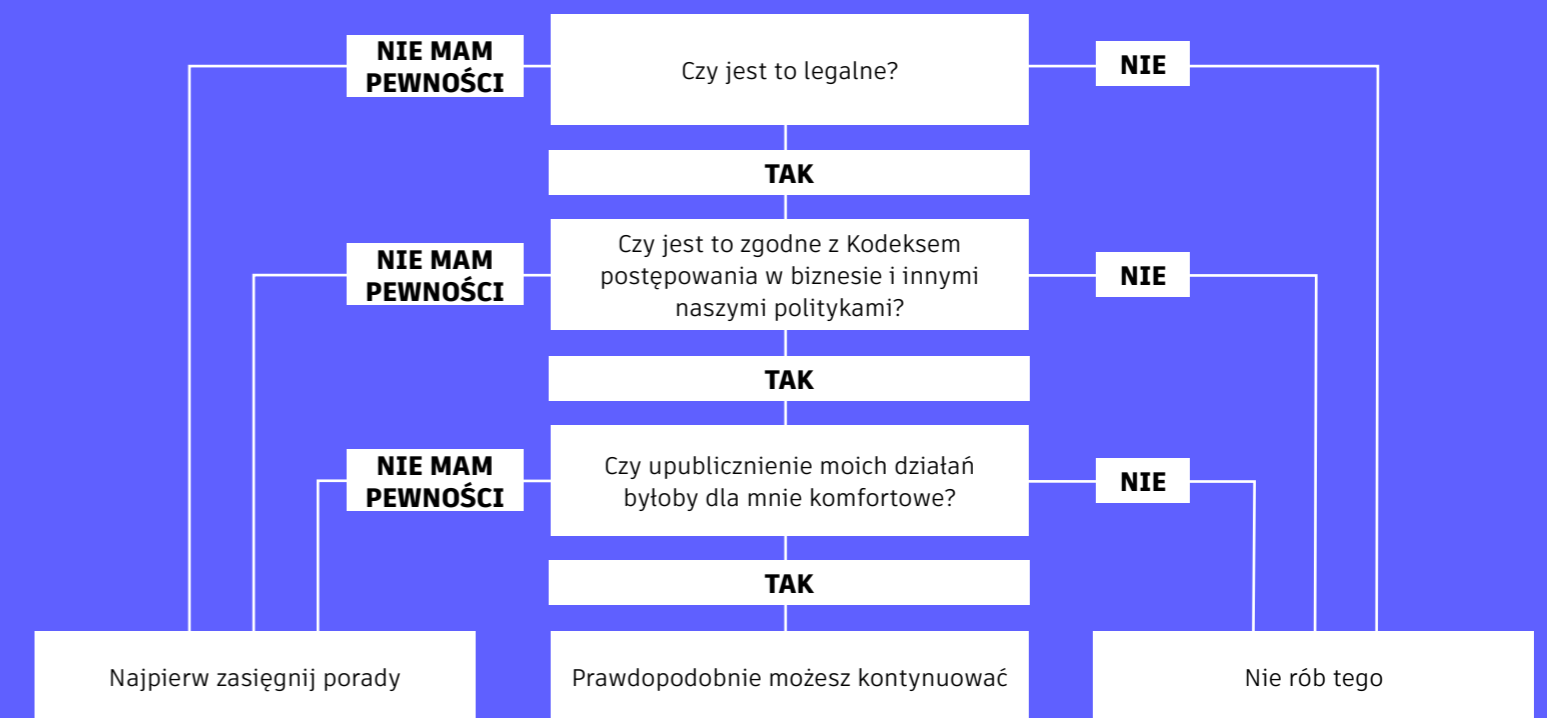 NIE MAM
PEWNOŚCI
Czy jest to legalne?
NIE
TAK
NIE MAM
PEWNOŚCI
Czy jest to zgodne z Kodeksem
postępowania w biznesie i innymi
naszymi politykami?
NIE
TAK
NIE MAM
PEWNOŚCI
Czy upublicznienie moich działań
byłoby dla mnie komfortowe?
NIE
TAK
Najpierw zasięgnij porady
Prawdopodobnie możesz kontynuować
Nie rób tego